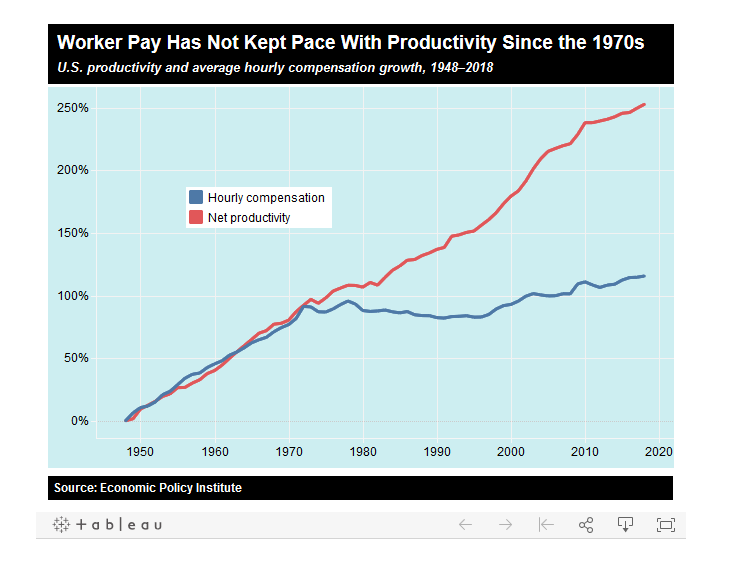 Worker Pay Has Not Kept Pace With Productivity Since the 1970s
U.S. productivity and average hourly compensation growth, 1948–2018
250%
200%
Hourly compensation
Net productivity
150%
100%
50%
0%
1950 1960 1970 1980 1990 2000 2010 2020
Source: Economic Policy Institute
+ a b l e a u